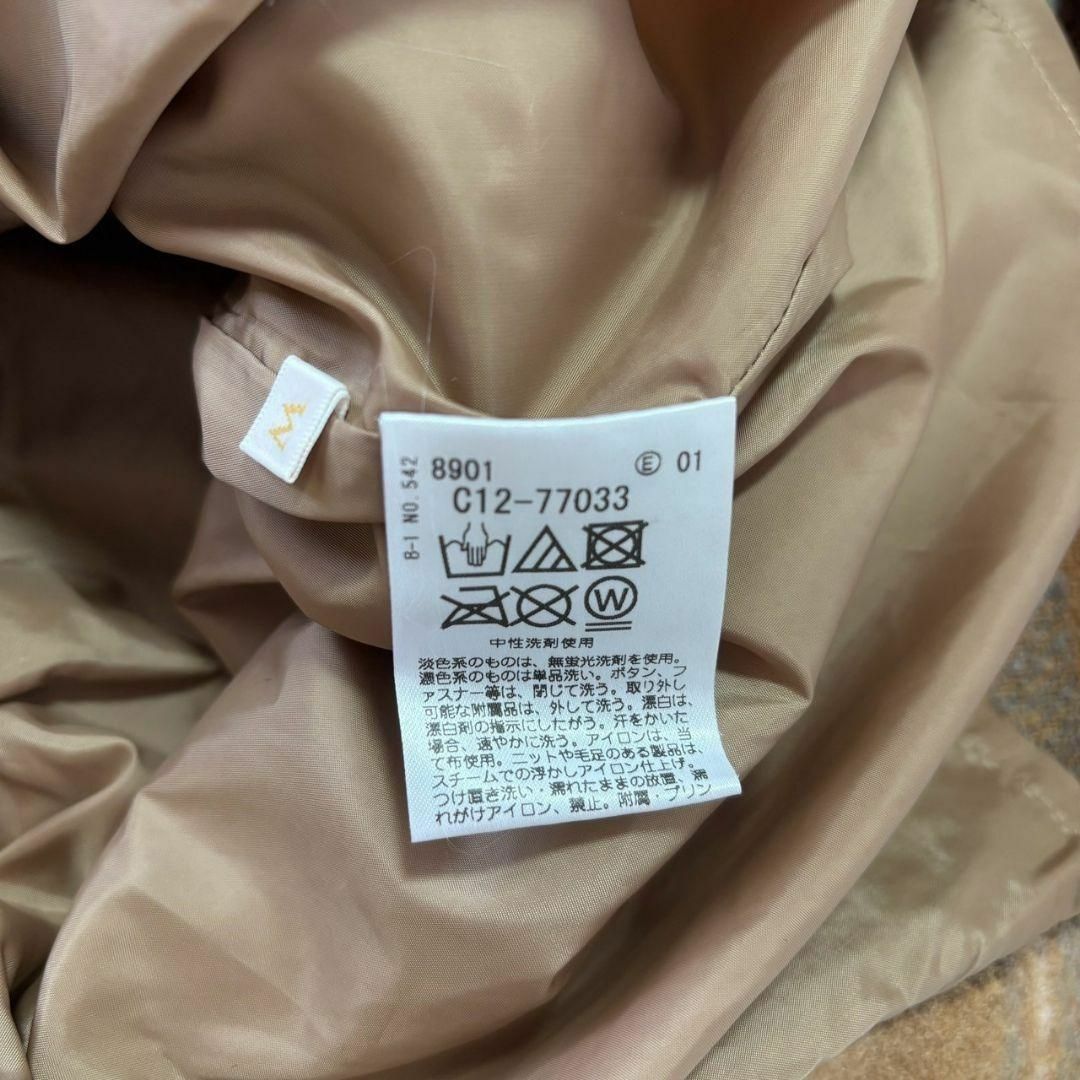 M
B-1 NO.542
8901 Ⓔ 01
C12-77033
W
中性洗剤使用
淡色系のものは、無蛍光洗剤を使用。
濃色系のものは単品洗い。ボタン、フ
ァスナー等は、閉じて洗う。取り外し
可能な附属品は、外して洗う。漂白は、
漂白剤の指示にしたがう。汗をかいた
場合、速やかに洗う。アイロンは、当
て布使用。ニットや毛足のある製品は、
スチームでの浮かしアイロン仕上げ。
つけ置き洗い・濡れたままの放置、濡
れがけアイロン、禁止。附属・プリン